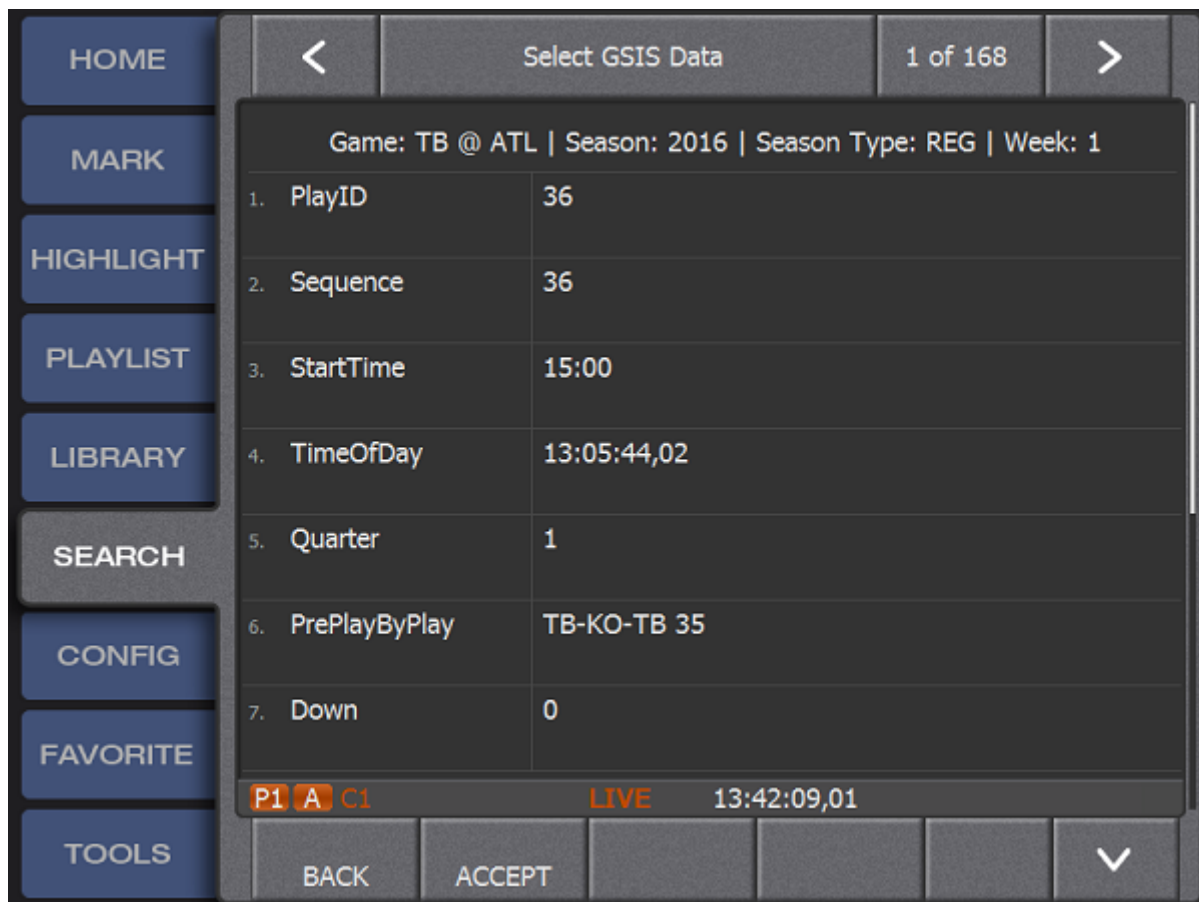 HOME
MARK
HIGHLIGHT
PLAYLIST
LIBRARY
SEARCH
CONFIG
FAVORITE
TOOLS
< Select GSIS Data 1 of 168 >
Game: TB @ ATL | Season: 2016 | Season Type: REG | Week: 1
1. PlayID 36
2. Sequence 36
3. StartTime 15:00
4. TimeOfDay 13:05:44,02
5. Quarter 1
6. PrePlayByPlay TB-KO-TB 35
7. Down 0
P1 A C1 LIVE 13:42:09,01
BACK ACCEPT